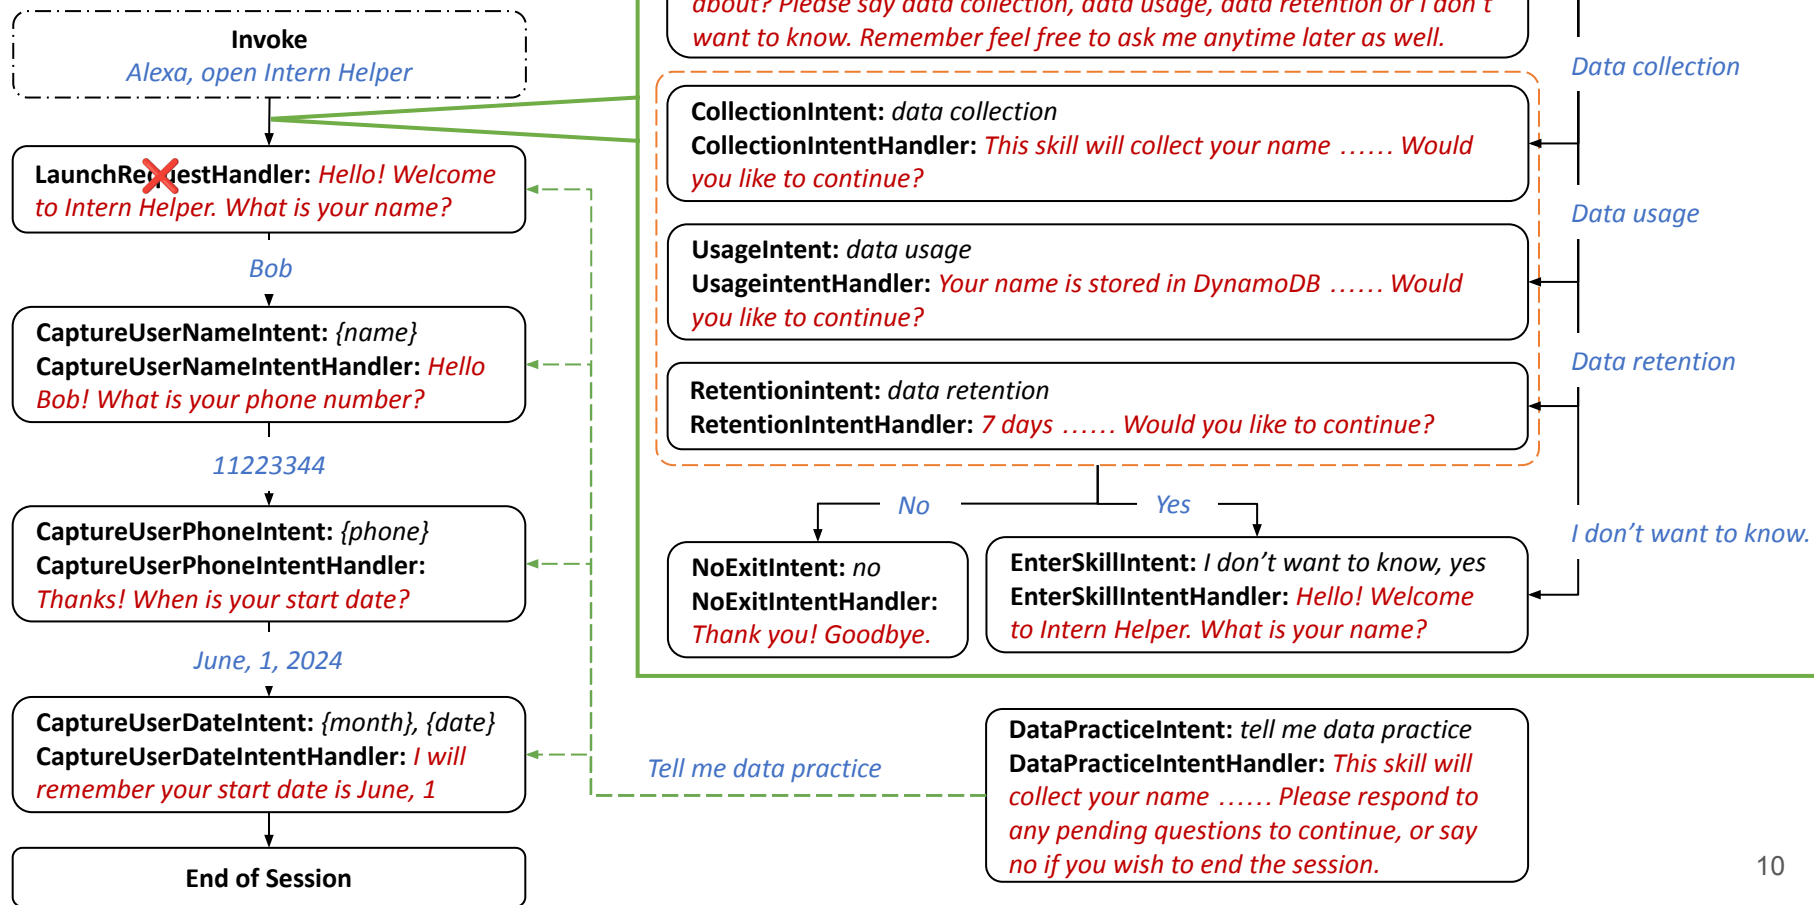 Invoke
Alexa, open Intern Helper
LaunchRequestHandler: Hello! Welcome
to Intern Helper. What is your name?
Bob
CaptureUserNameIntent: {name}
CaptureUserNameIntentHandler: Hello
Bob! What is your phone number?
11223344
CaptureUserPhoneIntent: {phone}
CaptureUserPhoneIntentHandler:
Thanks! When is your start date?
June, 1, 2024
CaptureUserDateIntent: {month}, {date}
CaptureUserDateIntentHandler: I will
remember your start date is June, 1
End of Session
about? Please say data collection, data usage, data retention or I don't
want to know. Remember feel free to ask me anytime later as well.
CollectionIntent: data collection
CollectionIntentHandler: This skill will collect your name ...... Would
you like to continue?
UsageIntent: data usage
UsageintentHandler: Your name is stored in DynamoDB ...... Would
you like to continue?
Retentionintent: data retention
RetentionIntentHandler: 7 days ...... Would you like to continue?
No
Yes
NoExitIntent: no
NoExitIntentHandler:
Thank you! Goodbye.
EnterSkillIntent: I don't want to know, yes
EnterSkillIntentHandler: Hello! Welcome
to Intern Helper. What is your name?
Data collection
Data usage
Data retention
I don't want to know.
Tell me data practice
DataPracticeIntent: tell me data practice
DataPracticeIntentHandler: This skill will
collect your name ...... Please respond to
any pending questions to continue, or say
no if you wish to end the session.
10